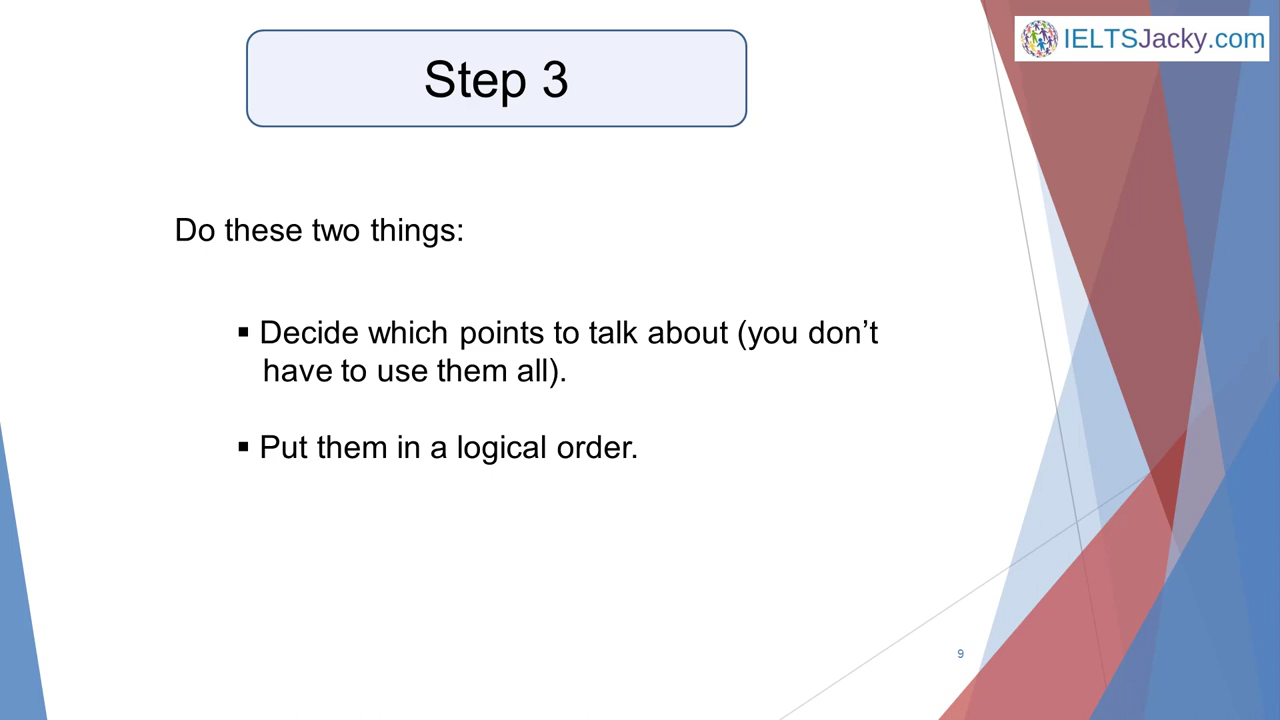 IELTSJacky.com
Step 3
Do these two things:
▪ Decide which points to talk about (you don’t
have to use them all).
▪ Put them in a logical order.
9